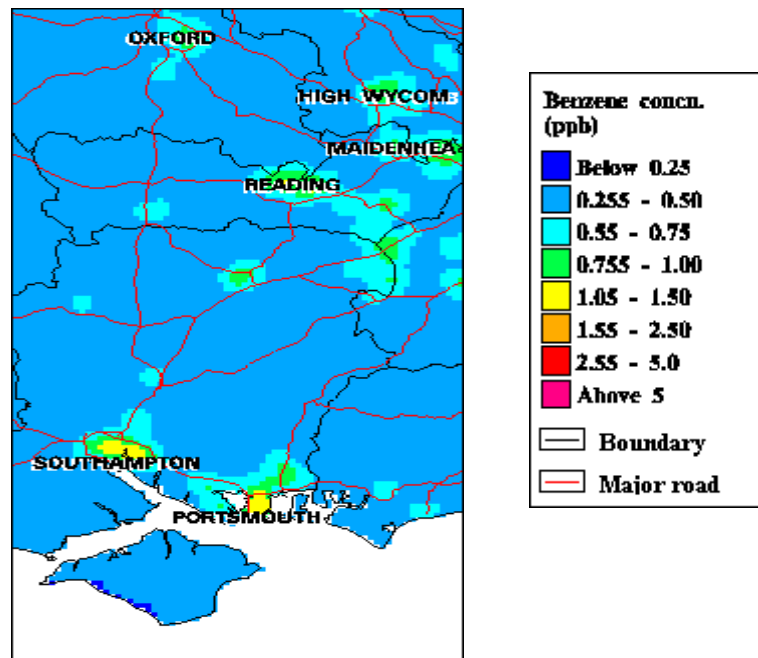 OXFORD
HIGH WYCOMB
MAIDENHEA
READING
SOUTHAMPTON
PORTSMOUTH
Benzene concn.
(ppb)
Below 0.25
0.255 - 0.50
0.55 - 0.75
0.755 - 1.00
1.05 - 1.50
1.55 - 2.50
2.55 - 5.0
Above 5
Boundary
Major road